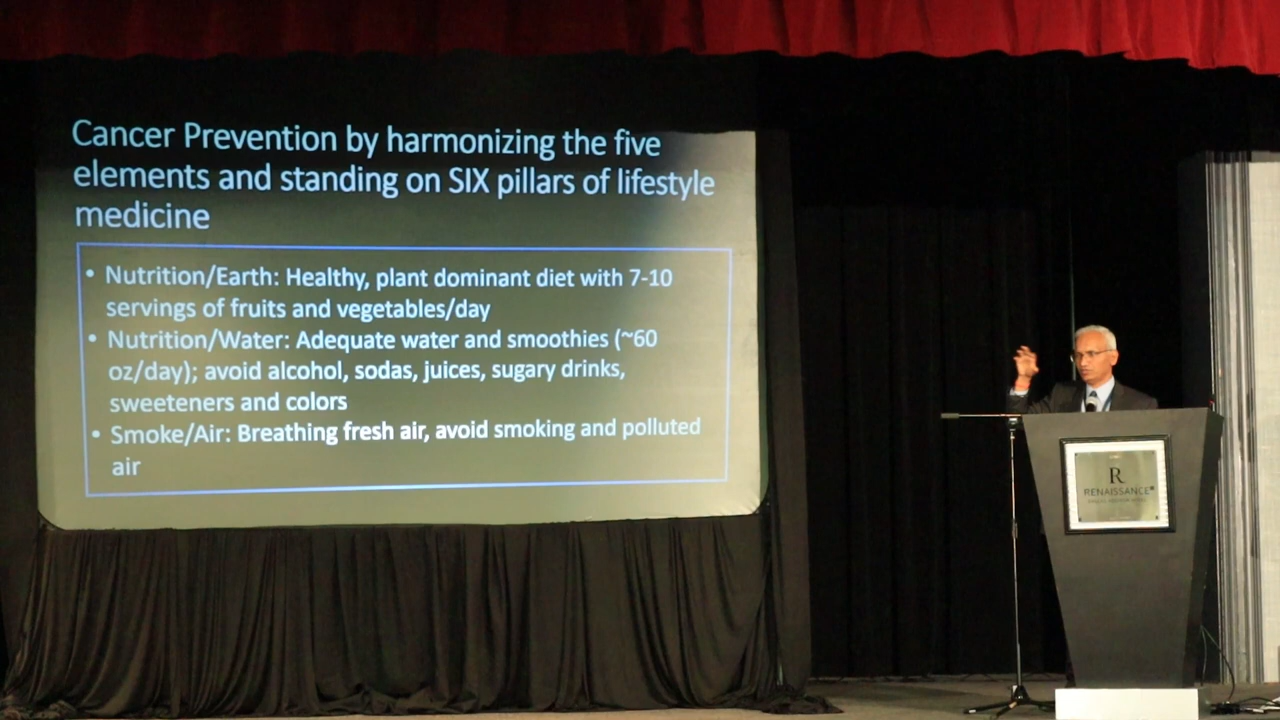 Cancer Prevention by harmonizing the five
elements and standing on SIX pillars of lifestyle
medicine
• Nutrition/Earth: Healthy, plant dominant diet with 7-10
servings of fruits and vegetables/day
• Nutrition/Water: Adequate water and smoothies (~60
oz/day); avoid alcohol, sodas, juices, sugary drinks,
sweeteners and colors
• Smoke/Air: Breathing fresh air, avoid smoking and polluted
air
R
RENAISSANCE